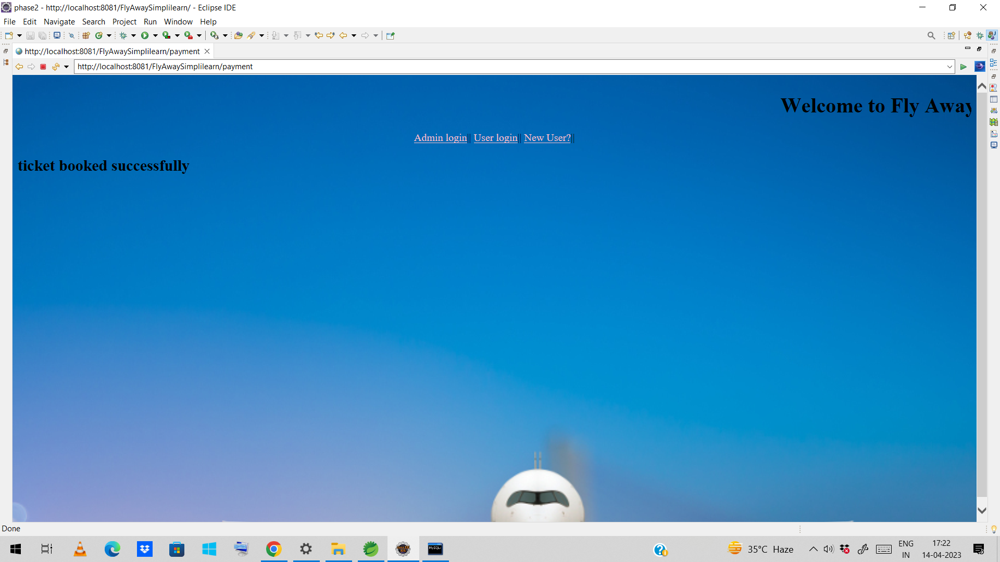 phase2 - http://localhost:8081/FlyAwaySimplilearn/ - Eclipse IDE
File Edit Navigate Search Project Run Window Help
http://localhost:8081/FlyAwaySimplilearn/payment
http://localhost:8081/FlyAwaySimplilearn/payment
Welcome to Fly Away
Admin login|| User login|| New User?||
ticket booked successfully
Done
35°C Haze
ENG
IN
17:22
14-04-2023